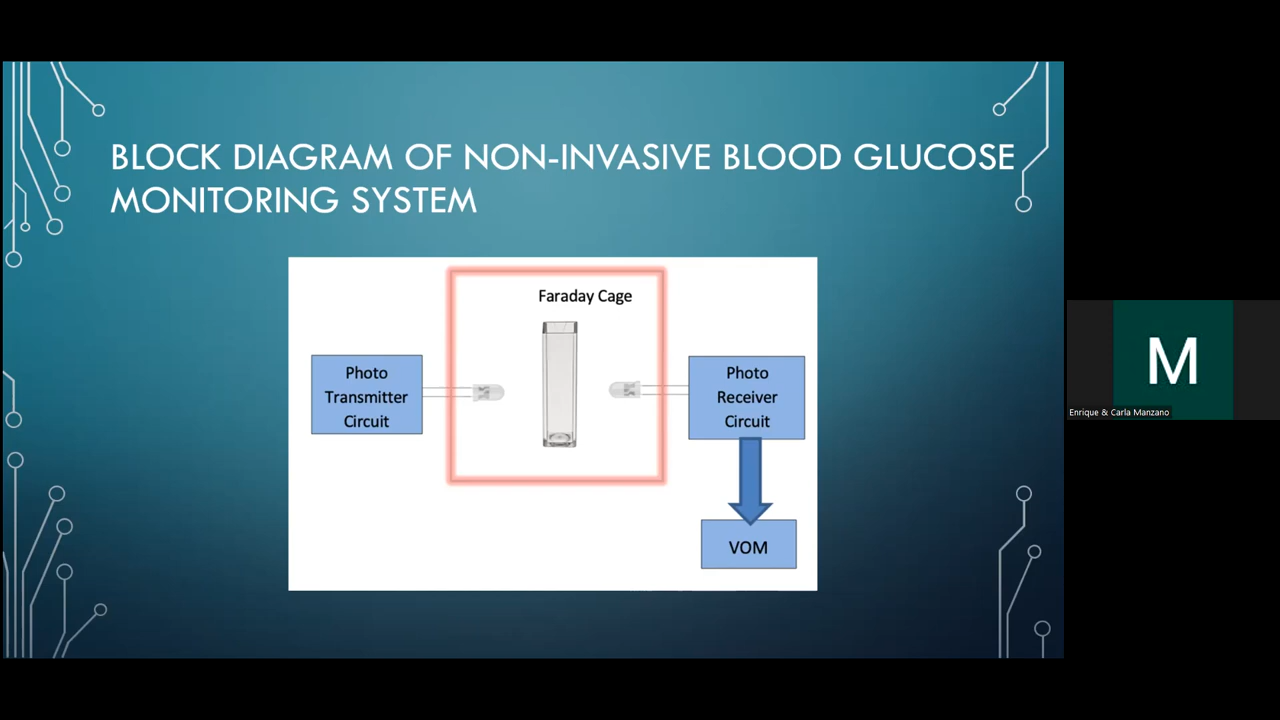 BLOCK DIAGRAM OF NON-INVASIVE BLOOD GLUCOSE
MONITORING SYSTEM
Faraday Cage
Photo
Transmitter
Circuit
Photo
Receiver
Circuit
VOM
M
Enrique & Carla Manzano